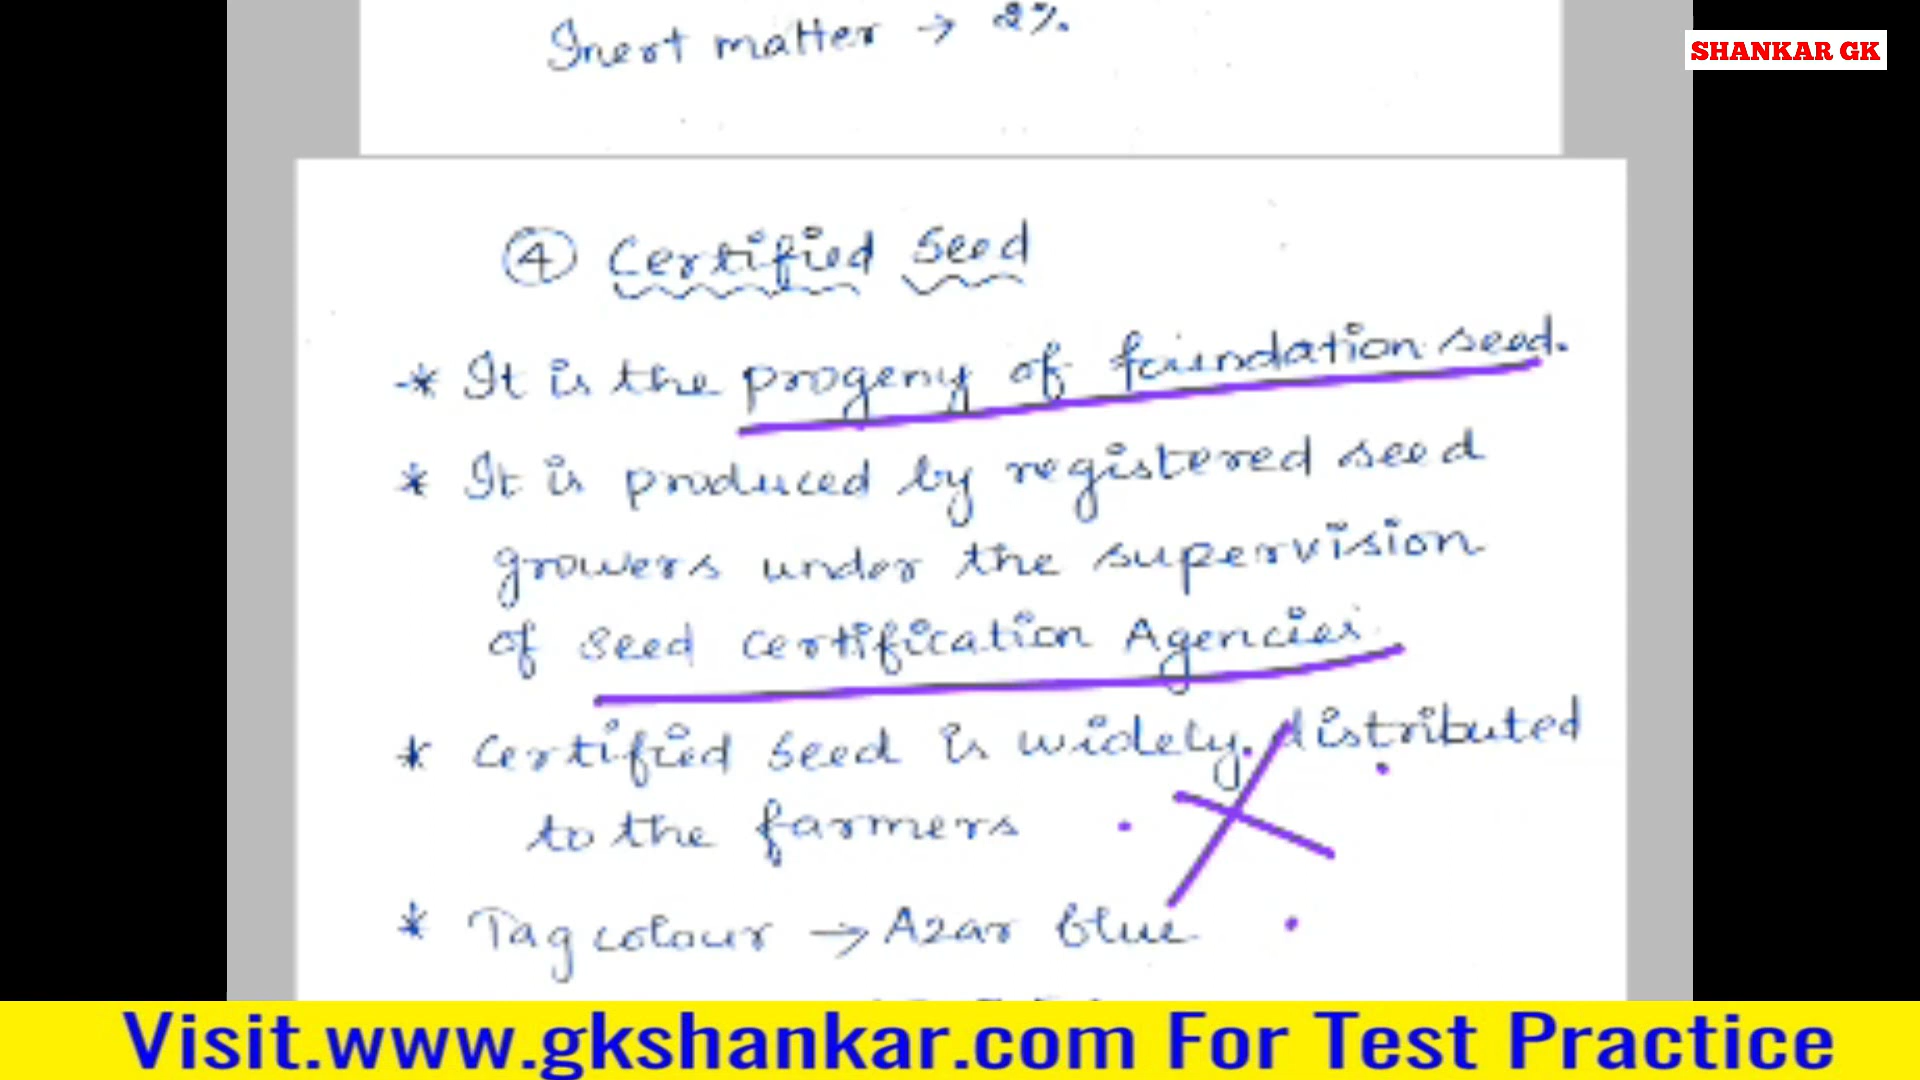 Inert matter → 2%.
SHANKAR GK
④ Certified Seed
* It is the progeny of foundation seed.
* It is produced by registered seed
growers under the supervision
of Seed Certification Agencies.
* Certified Seed is widely distributed
to the farmers
* Tag colour → Azar blue
Visit.www.gkshankar.com For Test Practice